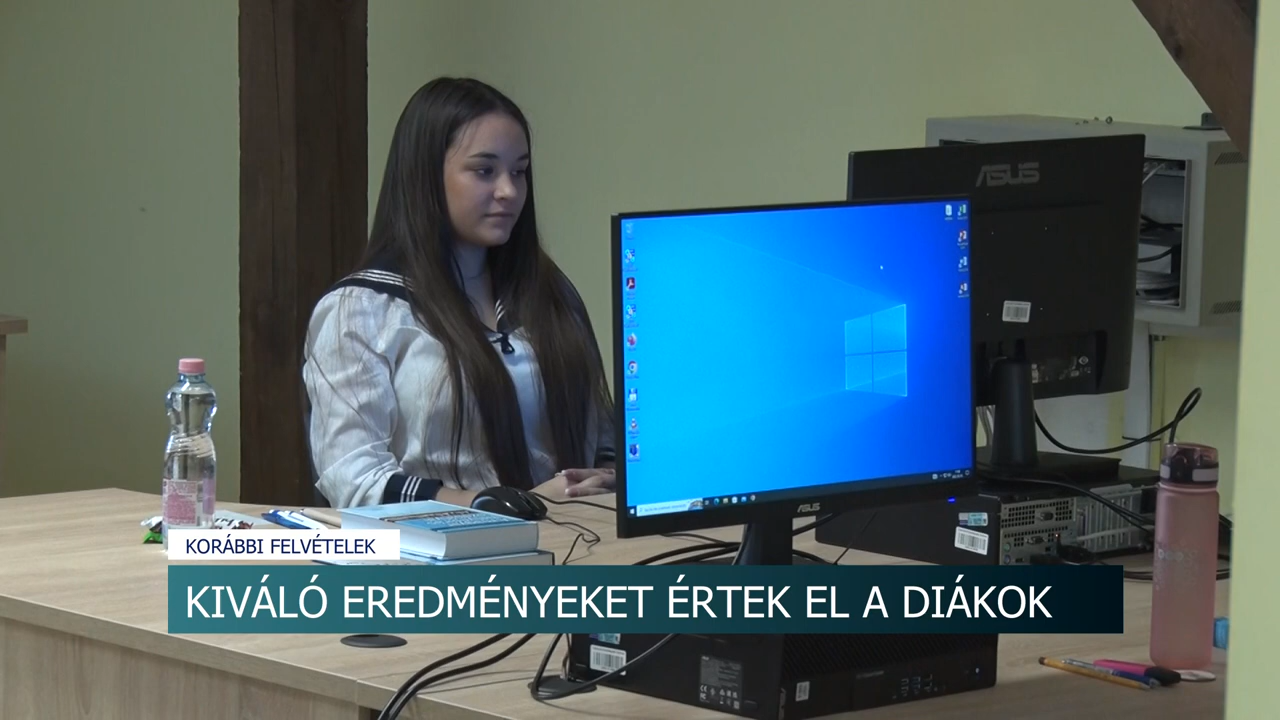 ASUS
ASUS
KORÁBBI FELVÉTELEK
KIVÁLÓ EREDMÉNYEKET ÉRTEK EL A DIÁKOK